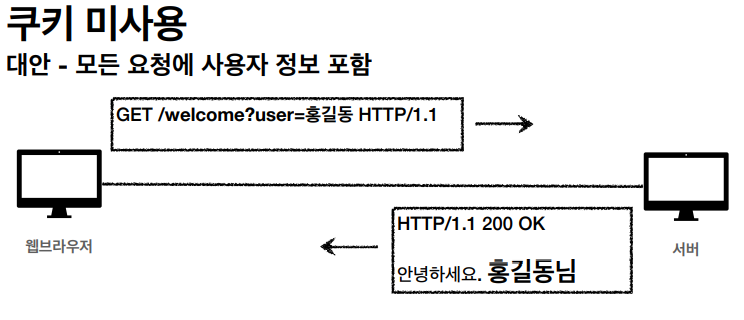 쿠키 미사용
대안 - 모든 요청에 사용자 정보 포함
GET /welcome?user=홍길동 HTTP/1.1
웹브라우저
HTTP/1.1 200 OK
안녕하세요. 홍길동님
서버